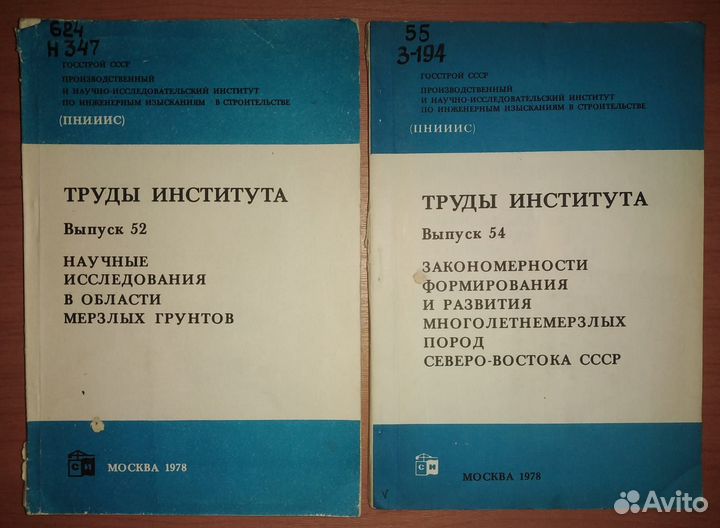 624
Н 347
ГОССТРОЙ СССР
ПРОИЗВОДСТВЕННЫЙ
И НАУЧНО-ИССЛЕДОВАТЕЛЬСКИЙ ИНСТИТУТ
ПО ИНЖЕНЕРНЫМ ИЗЫСКАНИЯМ В СТРОИТЕЛЬСТВЕ
(ПНИИИС)
ТРУДЫ ИНСТИТУТА
Выпуск 52
НАУЧНЫЕ
ИССЛЕДОВАНИЯ
В ОБЛАСТИ
МЕРЗЛЫХ ГРУНТОВ
СИ
МОСКВА 1978
55
З-194
ГОССТРОЙ СССР
ПРОИЗВОДСТВЕННЫЙ
И НАУЧНО-ИССЛЕДОВАТЕЛЬСКИЙ ИНСТИТУТ
ПО ИНЖЕНЕРНЫМ ИЗЫСКАНИЯМ В СТРОИТЕЛЬСТВЕ
(ПНИИИС)
ТРУДЫ ИНСТИТУТА
Выпуск 54
ЗАКОНОМЕРНОСТИ
ФОРМИРОВАНИЯ
И РАЗВИТИЯ
МНОГОЛЕТНЕМЕРЗЛЫХ
ПОРОД
СЕВЕРО-ВОСТОКА СССР
СИ
МОСКВА 1978
Avito